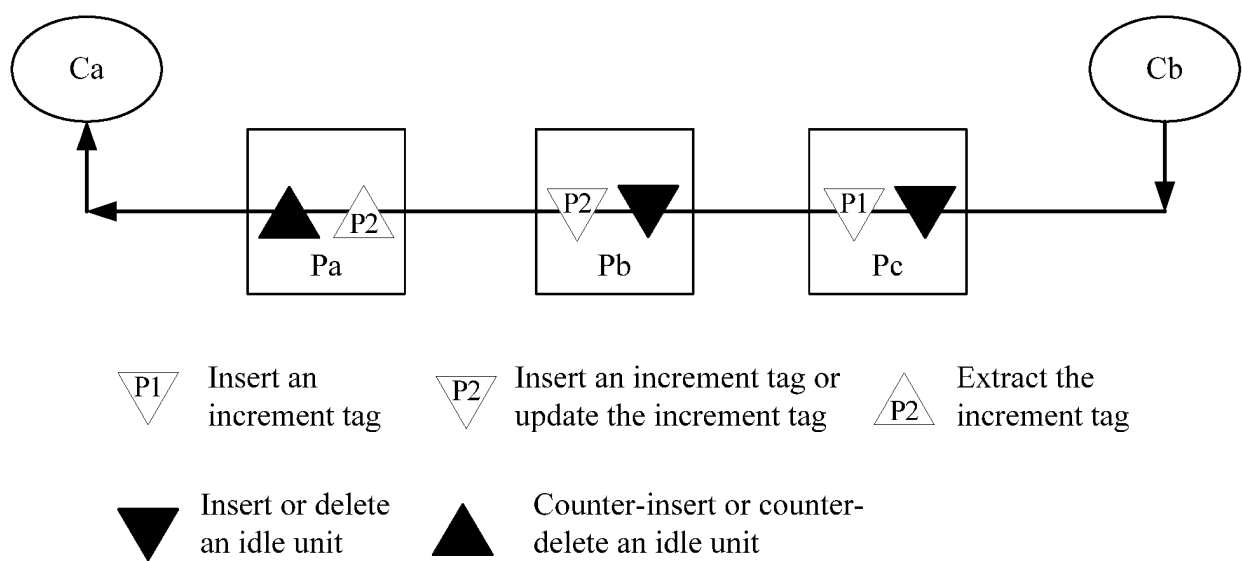 Ca
Cb
P2
P2
P1
Pa
Pb
Pc
P1
Insert an
increment tag
P2
Insert an increment tag or
update the increment tag
P2
Extract the
increment tag
Insert or delete
an idle unit
Counter-insert or counter-
delete an idle unit